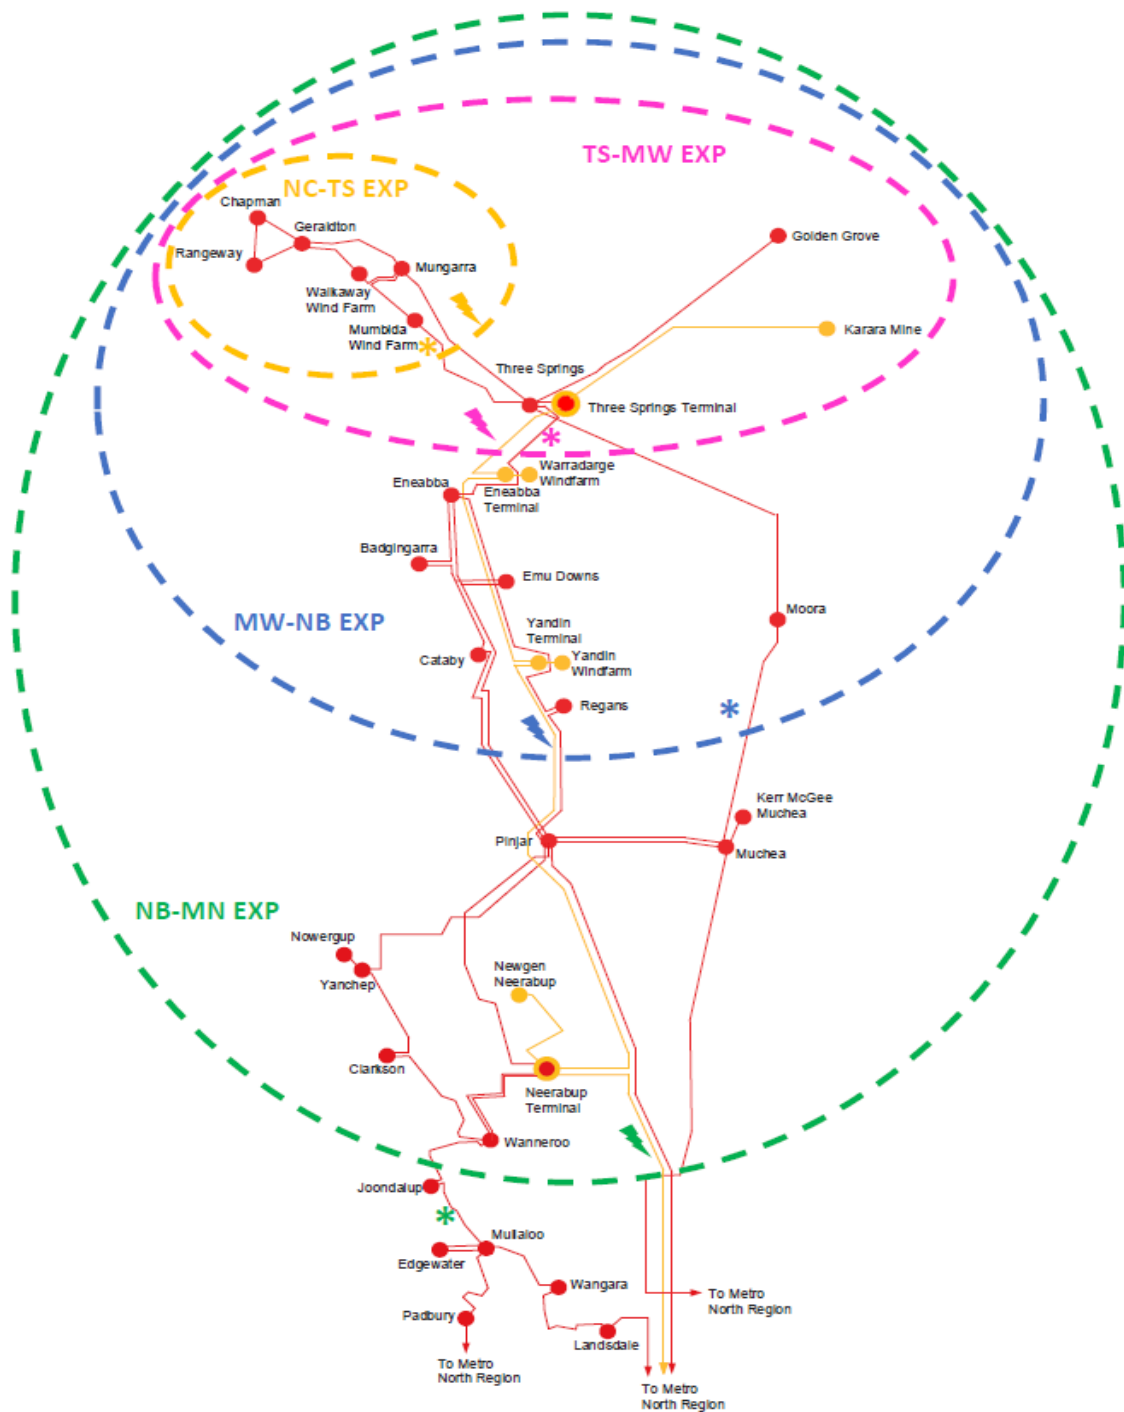 TS-MW EXP
NC-TS EXP
Chapman
Geraldton
Golden Grove
Rangeway
Mungarra
Walkaway
Wind Farm
Mumbida
Wind Farm
Karara Mine
Three Springs
Three Springs Terminal
Warradarge
Windfarm
Eneabba
Eneabba
Terminal
Badgingarra
Emu Downs
MW-NB EXP
Moora
Yandin
Terminal
Cataby
Yandin
Windfarm
Regans
Kerr McGee
Muchea
Pinjar
Muchea
NB-MN EXP
Nowergup
Yanchep
Newgen
Neerabup
Clarkson
Neerabup
Terminal
Wanneroo
Joondalup
Mullaloo
Edgewater
Wangara
To Metro
North Region
Padbury
Landsdale
To Metro
North Region
To Metro
North Region